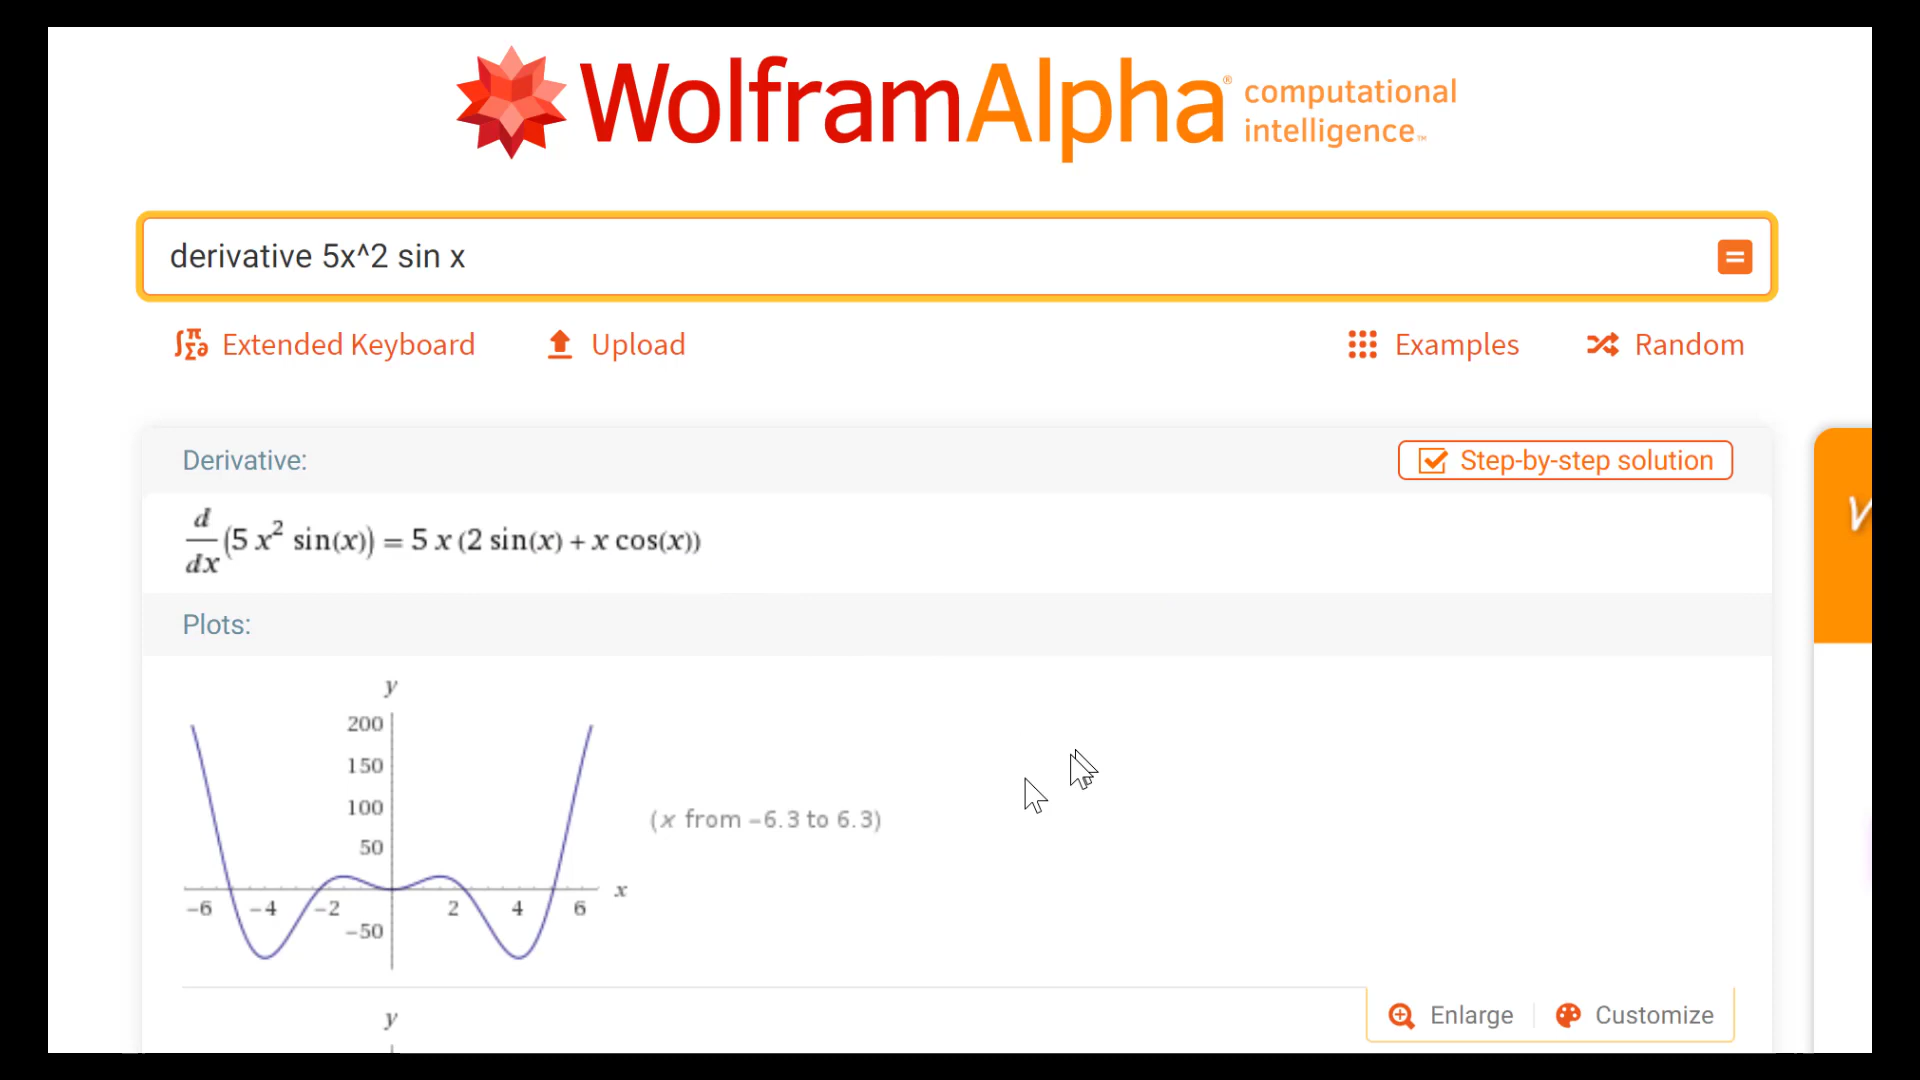 WolframAlpha® computational
intelligence™
derivative 5x^2 sin x
=
∫π Σ∂ Extended Keyboard
Upload
Examples
Random
Derivative:
Step-by-step solution
d/dx (5 x² sin(x)) = 5 x (2 sin(x) + x cos(x))
Plots:
y
200
150
100
50
(x from −6.3 to 6.3)
x
−6 −4 −2 2 4 6
−50
Enlarge
Customize
y